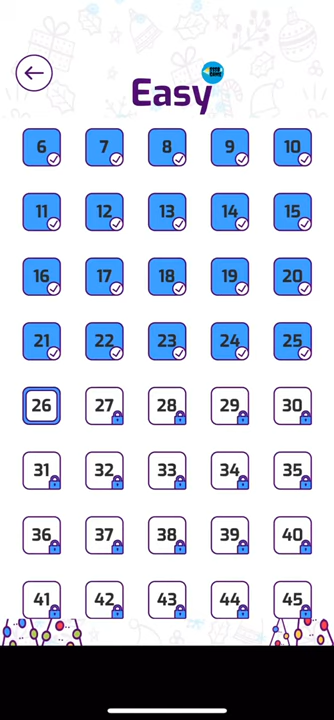 Easy
6 7 8 9 10
11 12 13 14 15
16 17 18 19 20
21 22 23 24 25
26 27 28 29 30
31 32 33 34 35
36 37 38 39 40
41 42 43 44 45